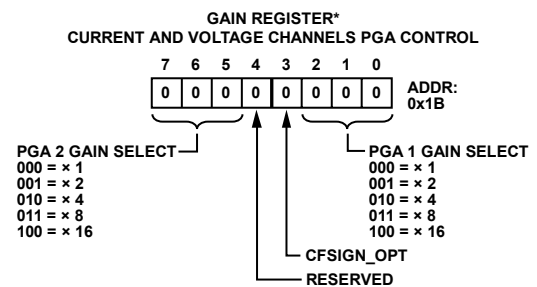 GAIN REGISTER*
CURRENT AND VOLTAGE CHANNELS PGA CONTROL
7 6 5 4 3 2 1 0
0 0 0 0 0 0 0 0
ADDR:
0x1B
PGA 2 GAIN SELECT
000 = × 1
001 = × 2
010 = × 4
011 = × 8
100 = × 16
PGA 1 GAIN SELECT
000 = × 1
001 = × 2
010 = × 4
011 = × 8
100 = × 16
CFSIGN_OPT
RESERVED